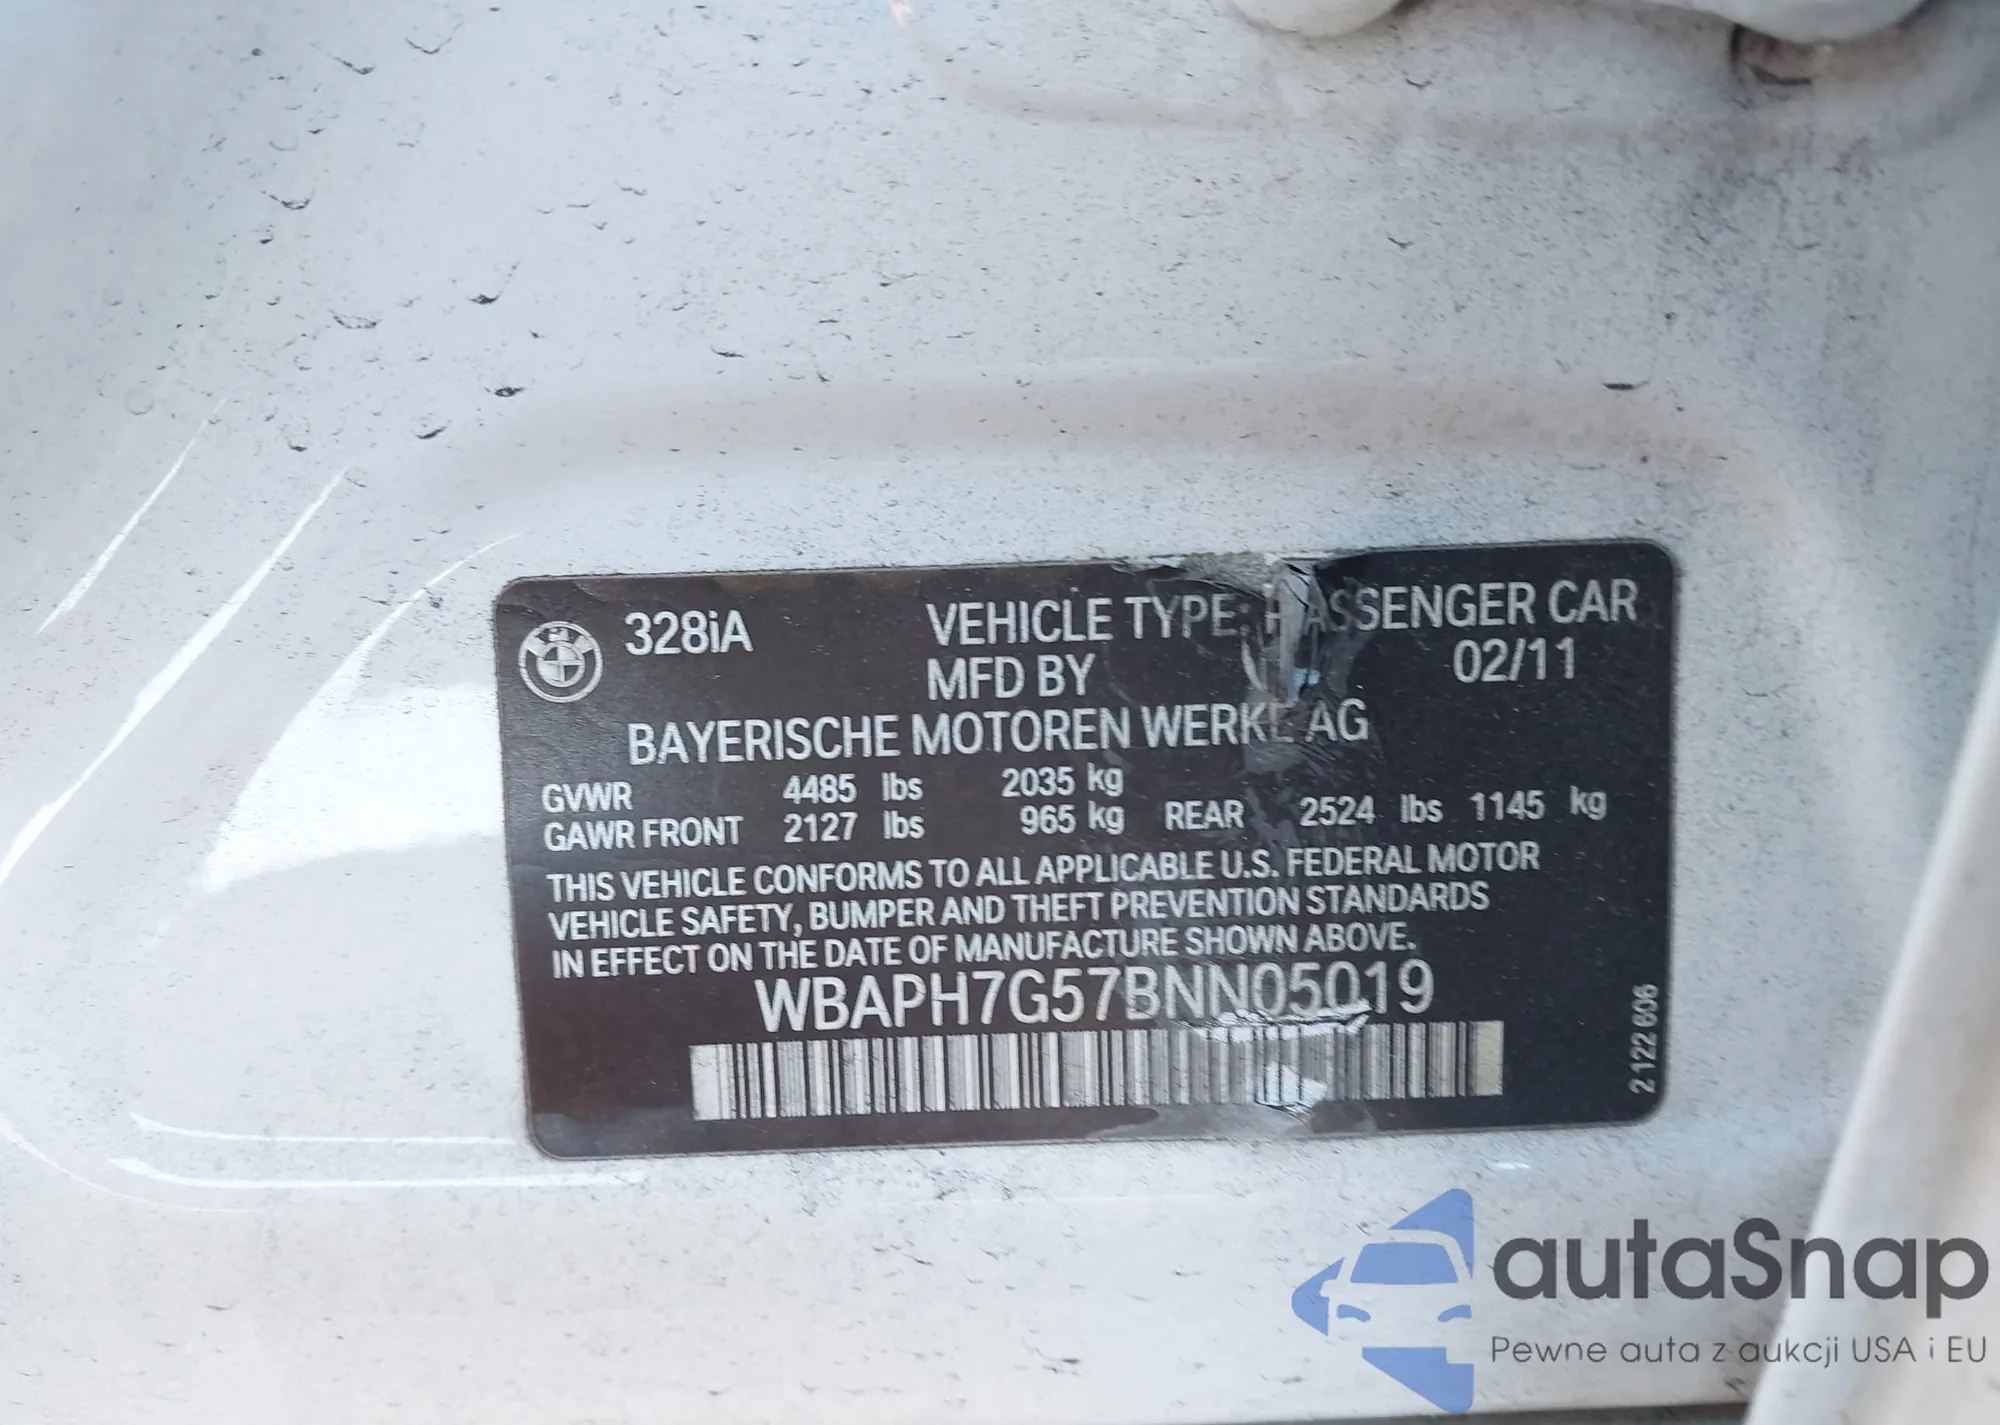 328iA VEHICLE TYPE: PASSENGER CAR
MFD BY 02/11
BAYERISCHE MOTOREN WERKE AG
GVWR 4485 lbs 2035 kg
GAWR FRONT 2127 lbs 965 kg REAR 2524 lbs 1145 kg
THIS VEHICLE CONFORMS TO ALL APPLICABLE U.S. FEDERAL MOTOR
VEHICLE SAFETY, BUMPER AND THEFT PREVENTION STANDARDS
IN EFFECT ON THE DATE OF MANUFACTURE SHOWN ABOVE.
WBAPH7G57BNN05019
2 122 606
autaSnap
Pewne auta z aukcji USA i EU